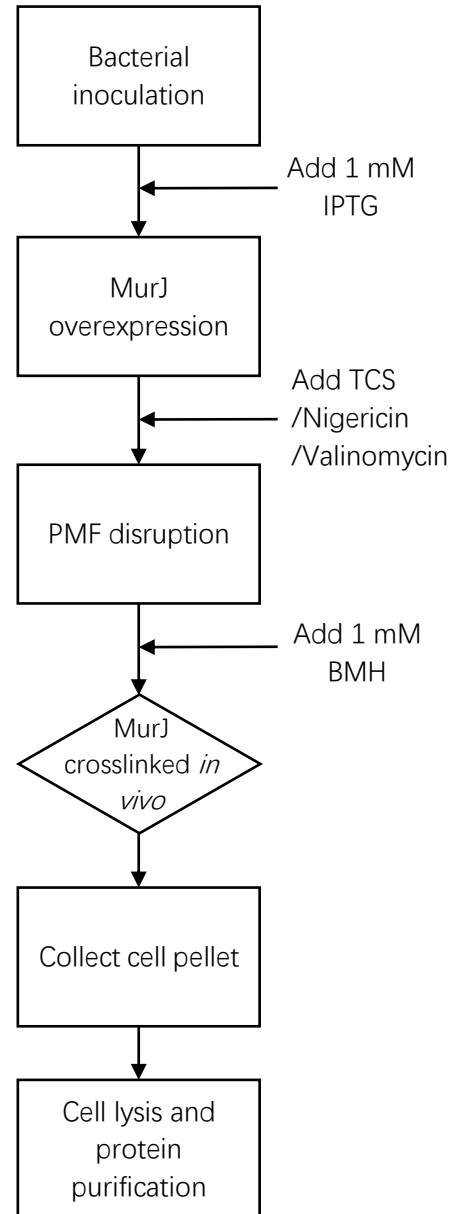 Bacterial
inoculation
Add 1 mM
IPTG
MurJ
overexpression
Add TCS
/Nigericin
/Valinomycin
PMF disruption
Add 1 mM
BMH
MurJ
crosslinked in
vivo
Collect cell pellet
Cell lysis and
protein
purification